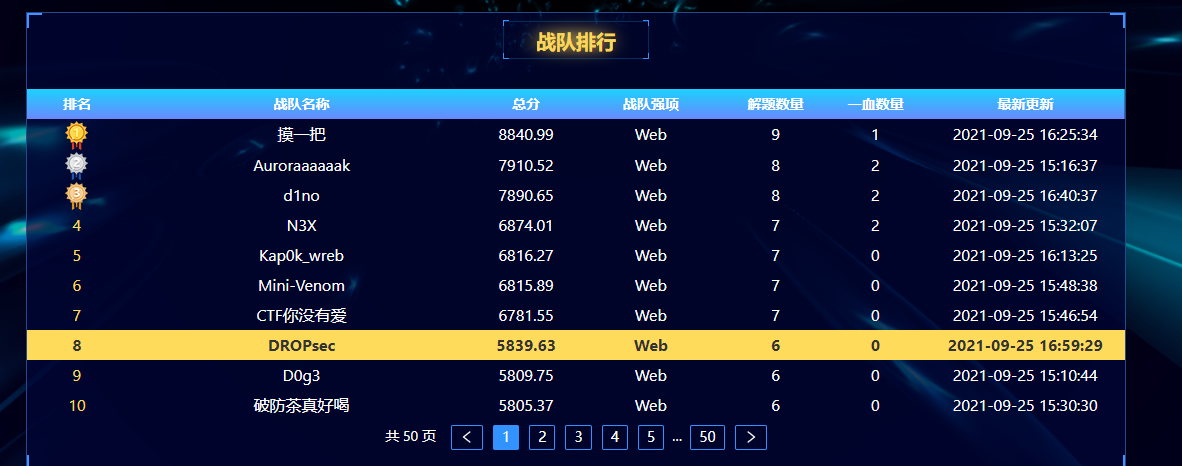 战队排行
排名 战队名称 总分 战队强项 解题数量 一血数量 最新更新
1 摸一把 8840.99 Web 9 1 2021-09-25 16:25:34
2 Auroraaaaaak 7910.52 Web 8 2 2021-09-25 15:16:37
3 d1no 7890.65 Web 8 2 2021-09-25 16:40:37
4 N3X 6874.01 Web 7 2 2021-09-25 15:32:07
5 Kap0k_wreb 6816.27 Web 7 0 2021-09-25 16:13:25
6 Mini-Venom 6815.89 Web 7 0 2021-09-25 15:48:38
7 CTF你没有爱 6781.55 Web 7 0 2021-09-25 15:46:54
8 DROPsec 5839.63 Web 6 0 2021-09-25 16:59:29
9 D0g3 5809.75 Web 6 0 2021-09-25 15:10:44
10 破防茶真好喝 5805.37 Web 6 0 2021-09-25 15:30:30
共 50 页 < 1 2 3 4 5 ... 50 >